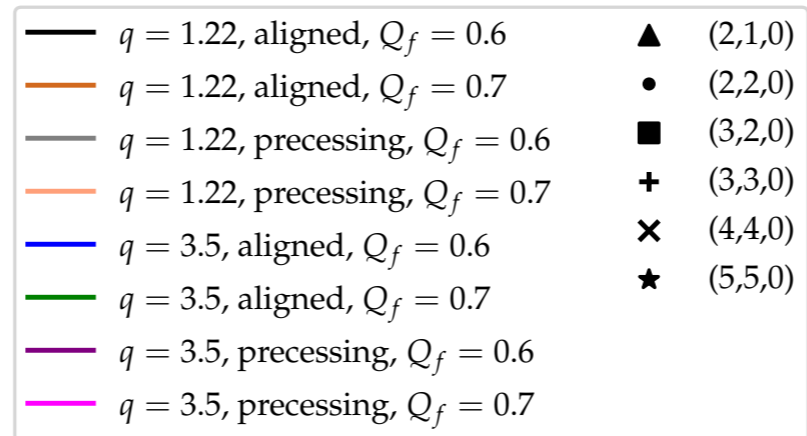 q = 1.22, aligned, Q_f = 0.6
q = 1.22, aligned, Q_f = 0.7
q = 1.22, precessing, Q_f = 0.6
q = 1.22, precessing, Q_f = 0.7
q = 3.5, aligned, Q_f = 0.6
q = 3.5, aligned, Q_f = 0.7
q = 3.5, precessing, Q_f = 0.6
q = 3.5, precessing, Q_f = 0.7
(2,1,0)
(2,2,0)
(3,2,0)
(3,3,0)
(4,4,0)
(5,5,0)